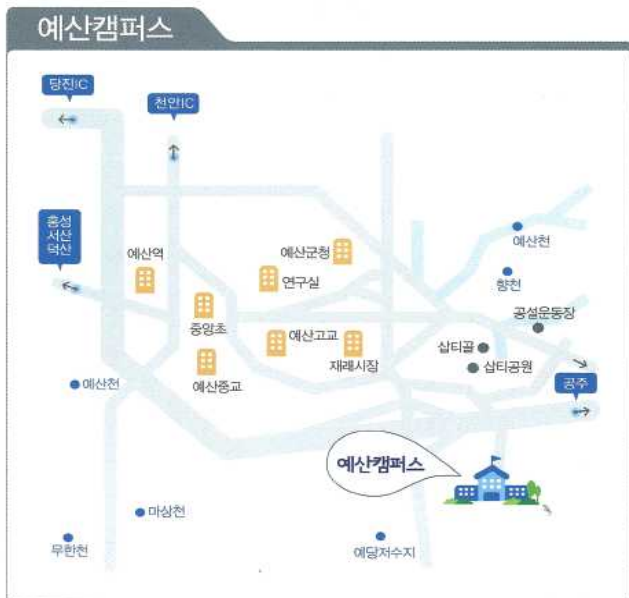 예산캠퍼스
당진IC
천안IC
홍성
서산
덕산
예산역
예산군청
연구실
예산천
향천
중앙초
예산고교
재래시장
공설운동장
삽티골
삽티공원
예산중교
예산천
공주
예산캠퍼스
마상천
무한천
예당저수지